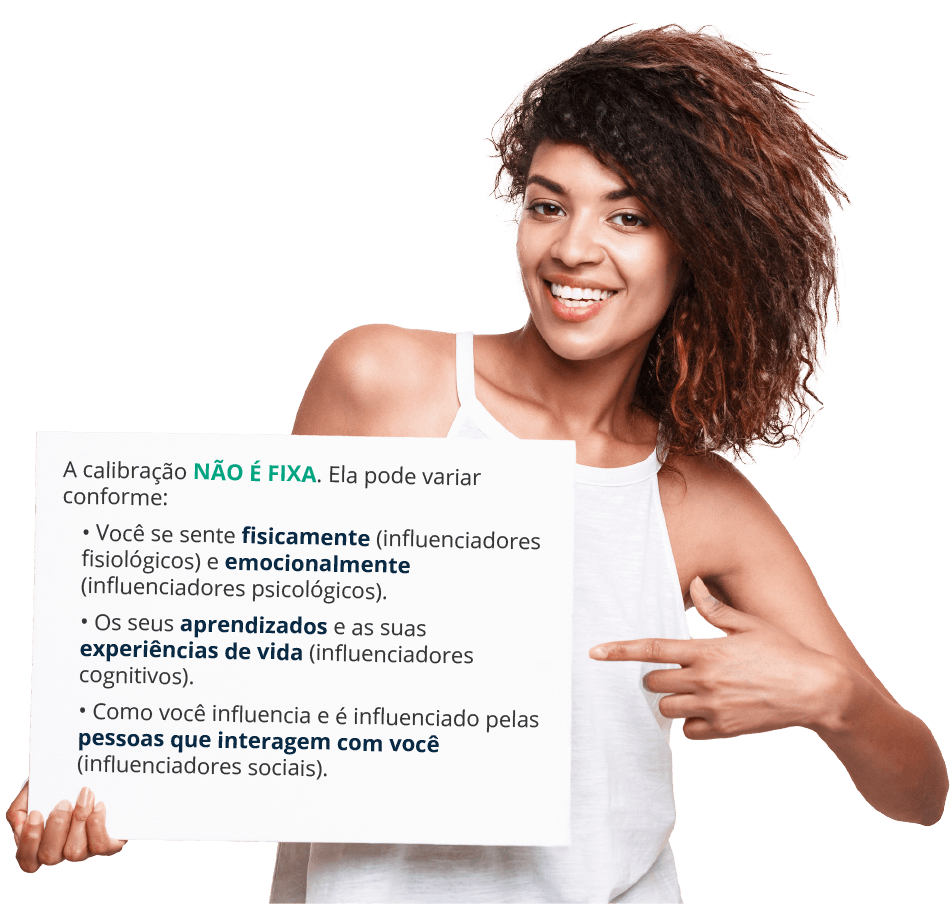 A calibração NÃO É FIXA. Ela pode variar
conforme:
• Você se sente fisicamente (influenciadores
fisiológicos) e emocionalmente
(influenciadores psicológicos).
• Os seus aprendizados e as suas
experiências de vida (influenciadores
cognitivos).
• Como você influencia e é influenciado pelas
pessoas que interagem com você
(influenciadores sociais).